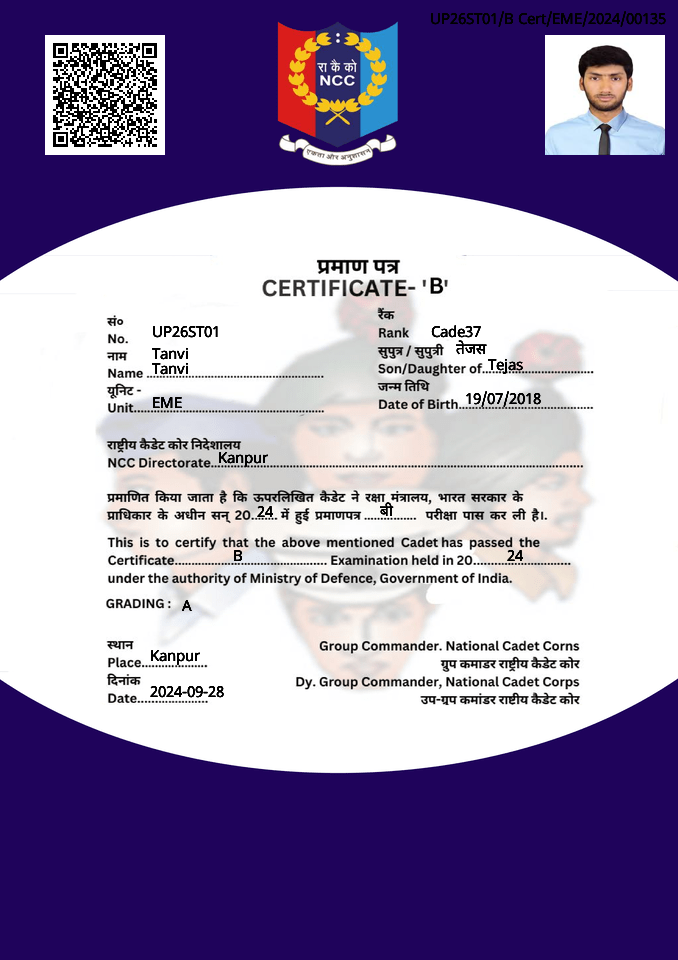 UP26ST01/B Cert/EME/2024/00135
रा कै को
NCC
एकता और अनुशासन
प्रमाण पत्र
CERTIFICATE- 'B'
सं०
No. UP26ST01
नाम Tanvi
Name ........Tanvi........
यूनिट -
Unit........EME........
रैंक
Rank Cade37
सुपुत्र / सुपुत्री तेजस
Son/Daughter of........Tejas........
जन्म तिथि
Date of Birth........19/07/2018........
राष्ट्रीय कैडेट कोर निदेशालय
NCC Directorate........Kanpur........
प्रमाणित किया जाता है कि ऊपरलिखित कैडेट ने रक्षा मंत्रालय, भारत सरकार के
प्राधिकार के अधीन सन् 20...24... में हुई प्रमाणपत्र ......बी...... परीक्षा पास कर ली है।.
This is to certify that the above mentioned Cadet has passed the
Certificate........B........ Examination held in 20........24........
under the authority of Ministry of Defence, Government of India.
GRADING : A
स्थान
Place........Kanpur........
दिनांक
Date........2024-09-28........
Group Commander. National Cadet Corns
ग्रुप कमाडर राष्ट्रीय कैडेट कोर
Dy. Group Commander, National Cadet Corps
उप-ग्रुप कमांडर राष्टीय कैडेट कोर